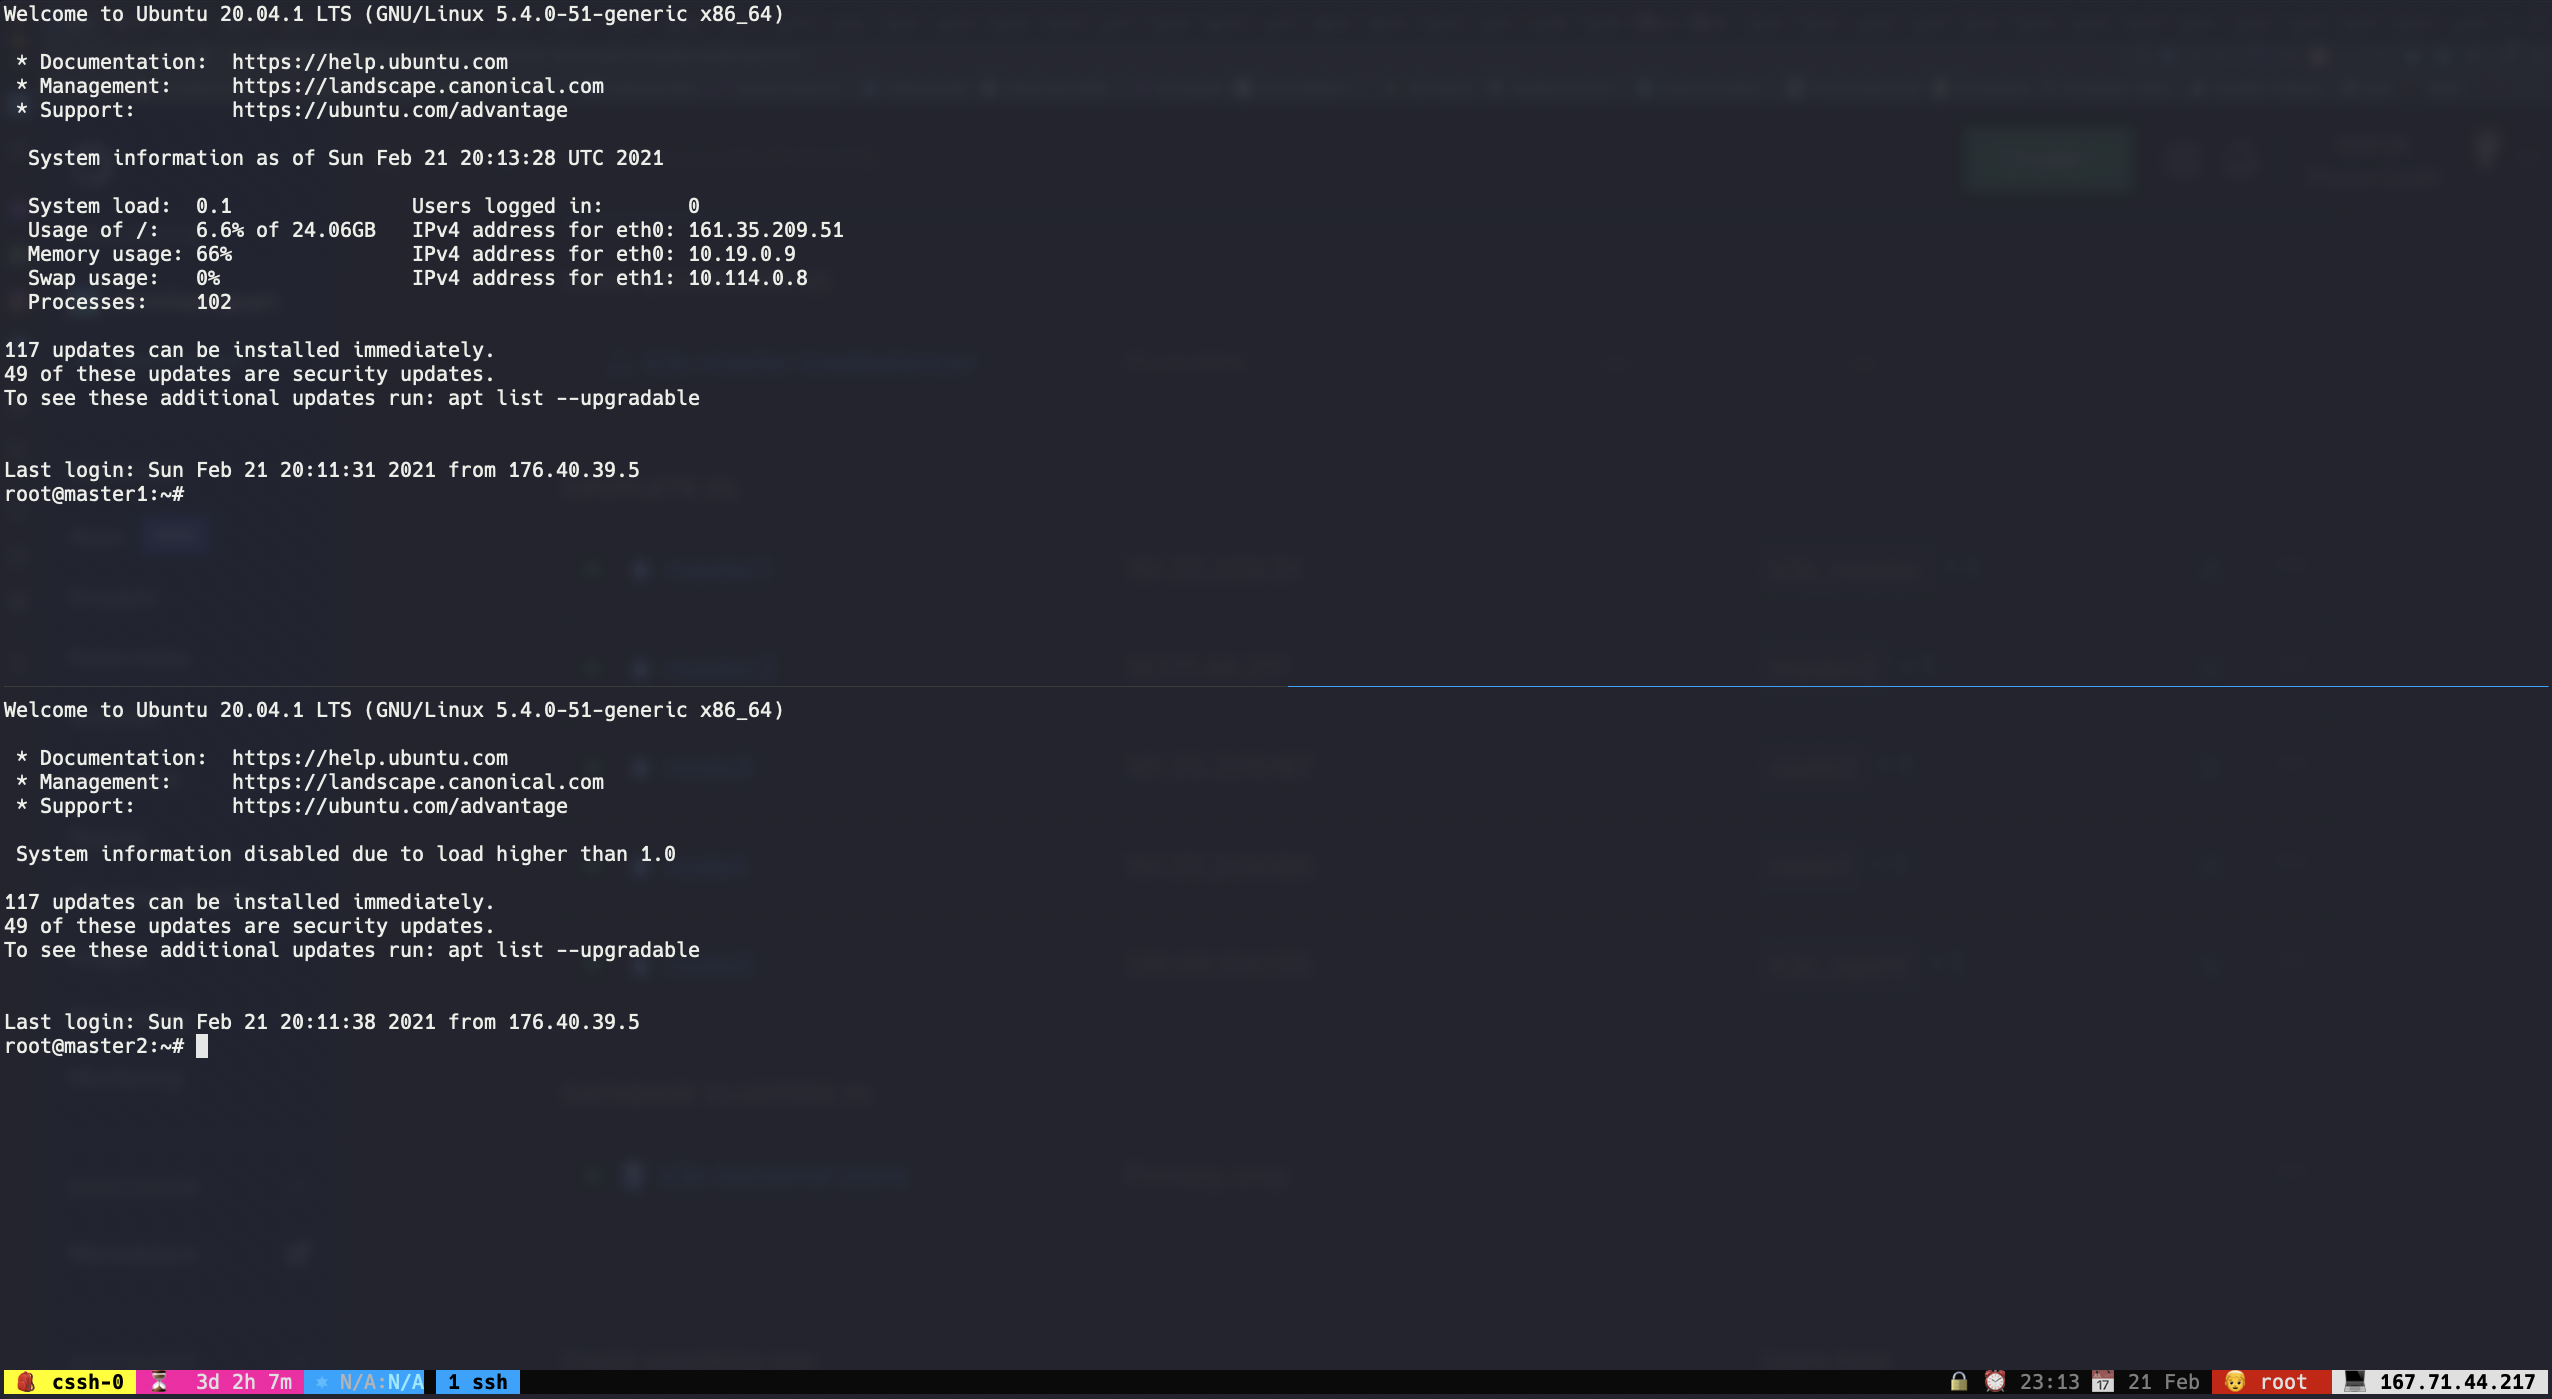 Welcome to Ubuntu 20.04.1 LTS (GNU/Linux 5.4.0-51-generic x86_64)
* Documentation:  https://help.ubuntu.com
* Management:     https://landscape.canonical.com
* Support:        https://ubuntu.com/advantage
System information as of Sun Feb 21 20:13:28 UTC 2021
System load:  0.1               Users logged in:       0
Usage of /:   6.6% of 24.06GB   IPv4 address for eth0: 161.35.209.51
Memory usage: 66%               IPv4 address for eth0: 10.19.0.9
Swap usage:   0%                IPv4 address for eth1: 10.114.0.8
Processes:    102
117 updates can be installed immediately.
49 of these updates are security updates.
To see these additional updates run: apt list --upgradable
Last login: Sun Feb 21 20:11:31 2021 from 176.40.39.5
root@master1:~#
Welcome to Ubuntu 20.04.1 LTS (GNU/Linux 5.4.0-51-generic x86_64)
* Documentation:  https://help.ubuntu.com
* Management:     https://landscape.canonical.com
* Support:        https://ubuntu.com/advantage
System information disabled due to load higher than 1.0
117 updates can be installed immediately.
49 of these updates are security updates.
To see these additional updates run: apt list --upgradable
Last login: Sun Feb 21 20:11:38 2021 from 176.40.39.5
root@master2:~#
cssh-0 3d 2h 7m N/A:N/A 1 ssh 23:13 17 21 Feb root 167.71.44.217